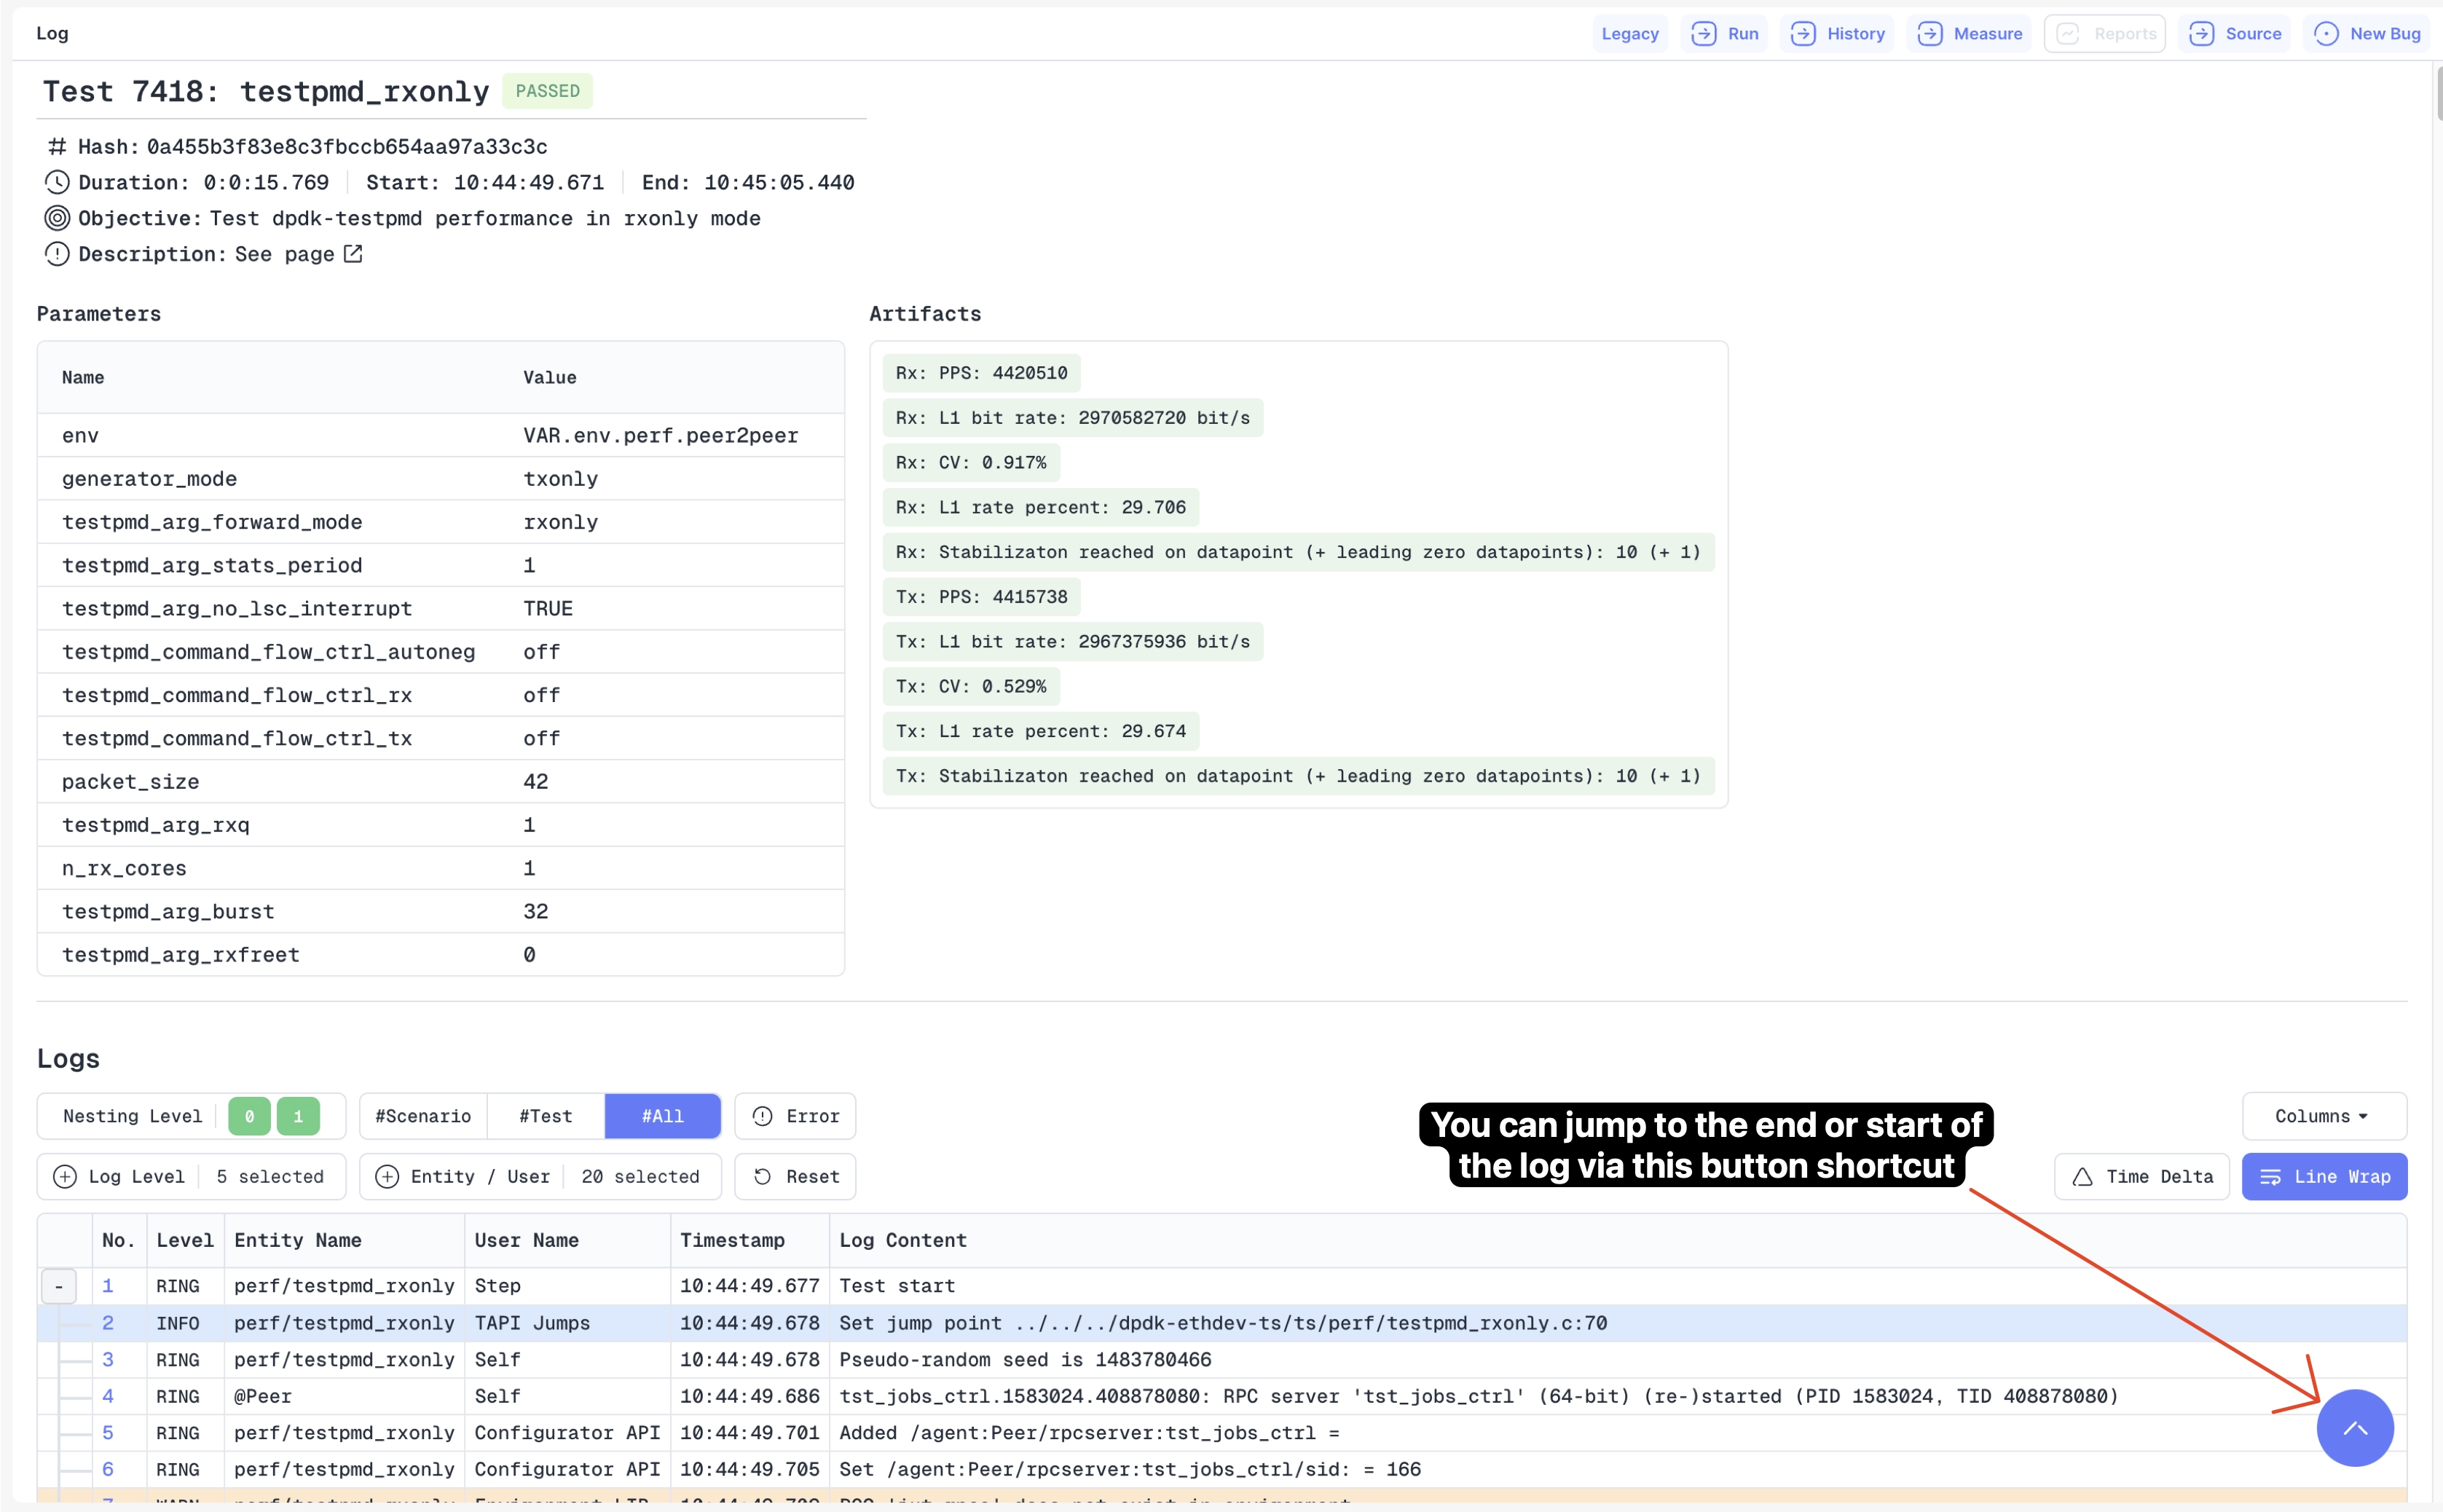 Log Legacy Run History Measure Reports Source New Bug
Test 7418: testpmd_rxonly PASSED
Hash: 0a455b3f83e8c3fbccb654aa97a33c3c
Duration: 0:0:15.769 Start: 10:44:49.671 End: 10:45:05.440
Objective: Test dpdk-testpmd performance in rxonly mode
Description: See page
Parameters
Name Value
env VAR.env.perf.peer2peer
generator_mode txonly
testpmd_arg_forward_mode rxonly
testpmd_arg_stats_period 1
testpmd_arg_no_lsc_interrupt TRUE
testpmd_command_flow_ctrl_autoneg off
testpmd_command_flow_ctrl_rx off
testpmd_command_flow_ctrl_tx off
packet_size 42
testpmd_arg_rxq 1
n_rx_cores 1
testpmd_arg_burst 32
testpmd_arg_rxfreet 0
Artifacts
Rx: PPS: 4420510
Rx: L1 bit rate: 2970582720 bit/s
Rx: CV: 0.917%
Rx: L1 rate percent: 29.706
Rx: Stabilizaton reached on datapoint (+ leading zero datapoints): 10 (+ 1)
Tx: PPS: 4415738
Tx: L1 bit rate: 2967375936 bit/s
Tx: CV: 0.529%
Tx: L1 rate percent: 29.674
Tx: Stabilizaton reached on datapoint (+ leading zero datapoints): 10 (+ 1)
Logs
Nesting Level 0 1 #Scenario #Test #All Error Columns
Log Level 5 selected Entity / User 20 selected Reset Time Delta Line Wrap
You can jump to the end or start of
the log via this button shortcut
No. Level Entity Name User Name Timestamp Log Content
- 1 RING perf/testpmd_rxonly Step 10:44:49.677 Test start
2 INFO perf/testpmd_rxonly TAPI Jumps 10:44:49.678 Set jump point ../../../dpdk-ethdev-ts/ts/perf/testpmd_rxonly.c:70
3 RING perf/testpmd_rxonly Self 10:44:49.678 Pseudo-random seed is 1483780466
4 RING @Peer Self 10:44:49.686 tst_jobs_ctrl.1583024.408878080: RPC server 'tst_jobs_ctrl' (64-bit) (re-)started (PID 1583024, TID 408878080)
5 RING perf/testpmd_rxonly Configurator API 10:44:49.701 Added /agent:Peer/rpcserver:tst_jobs_ctrl =
6 RING perf/testpmd_rxonly Configurator API 10:44:49.705 Set /agent:Peer/rpcserver:tst_jobs_ctrl/sid: = 166